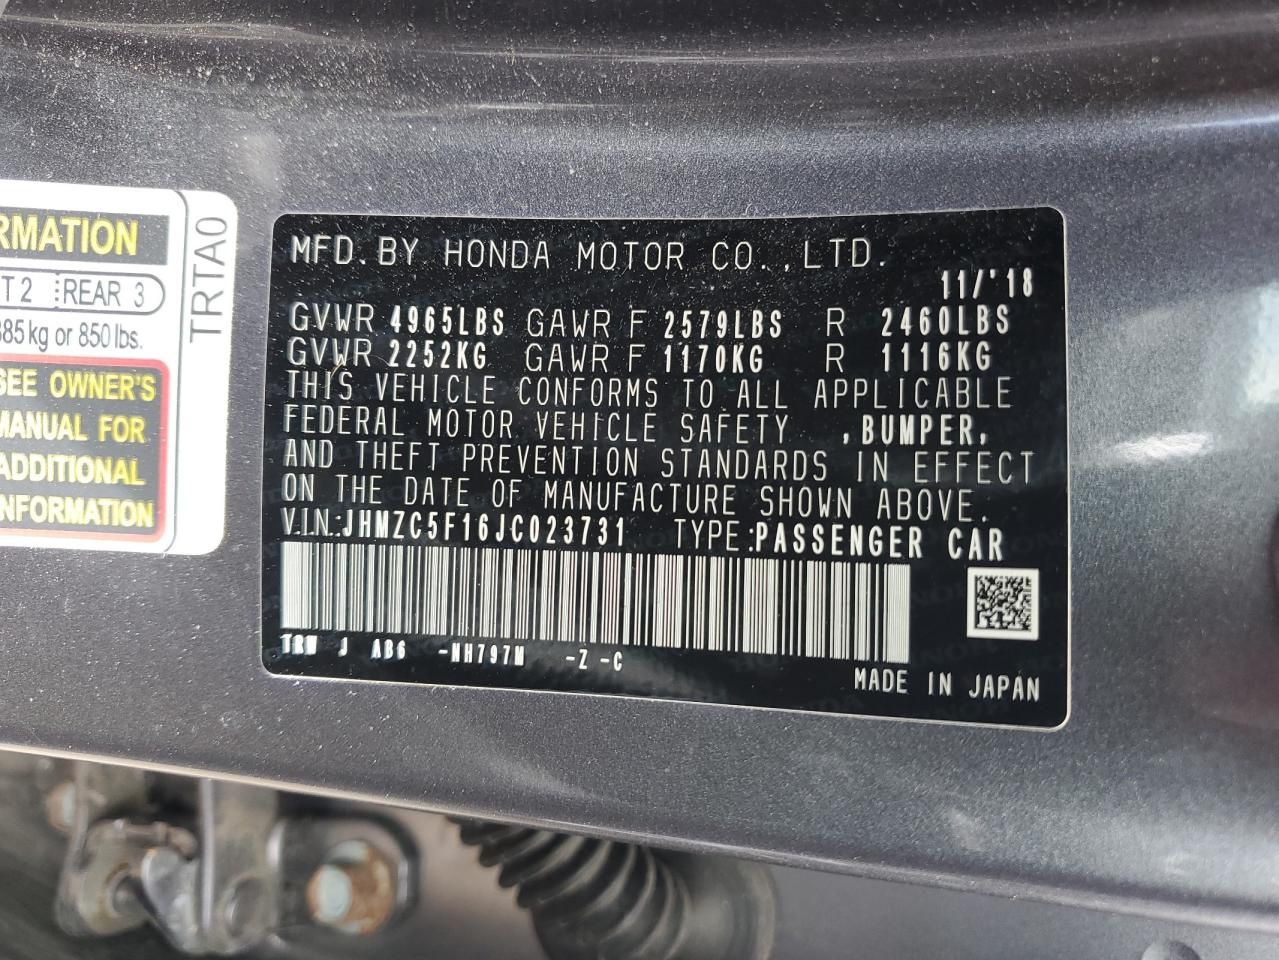 RMATION
T 2 REAR 3
385 kg or 850 lbs.
SEE OWNER'S
MANUAL FOR
ADDITIONAL
INFORMATION
TRTA0
MFD. BY HONDA MOTOR CO., LTD.
11/'18
GVWR 4965LBS GAWR F 2579LBS R 2460LBS
GVWR 2252KG GAWR F 1170KG R 1116KG
THIS VEHICLE CONFORMS TO ALL APPLICABLE
FEDERAL MOTOR VEHICLE SAFETY , BUMPER,
AND THEFT PREVENTION STANDARDS IN EFFECT
ON THE DATE OF MANUFACTURE SHOWN ABOVE.
V.I.N.:JHMZC5F16JC023731 TYPE:PASSENGER CAR
TRW J AB6 -NH797M -Z -C
MADE IN JAPAN